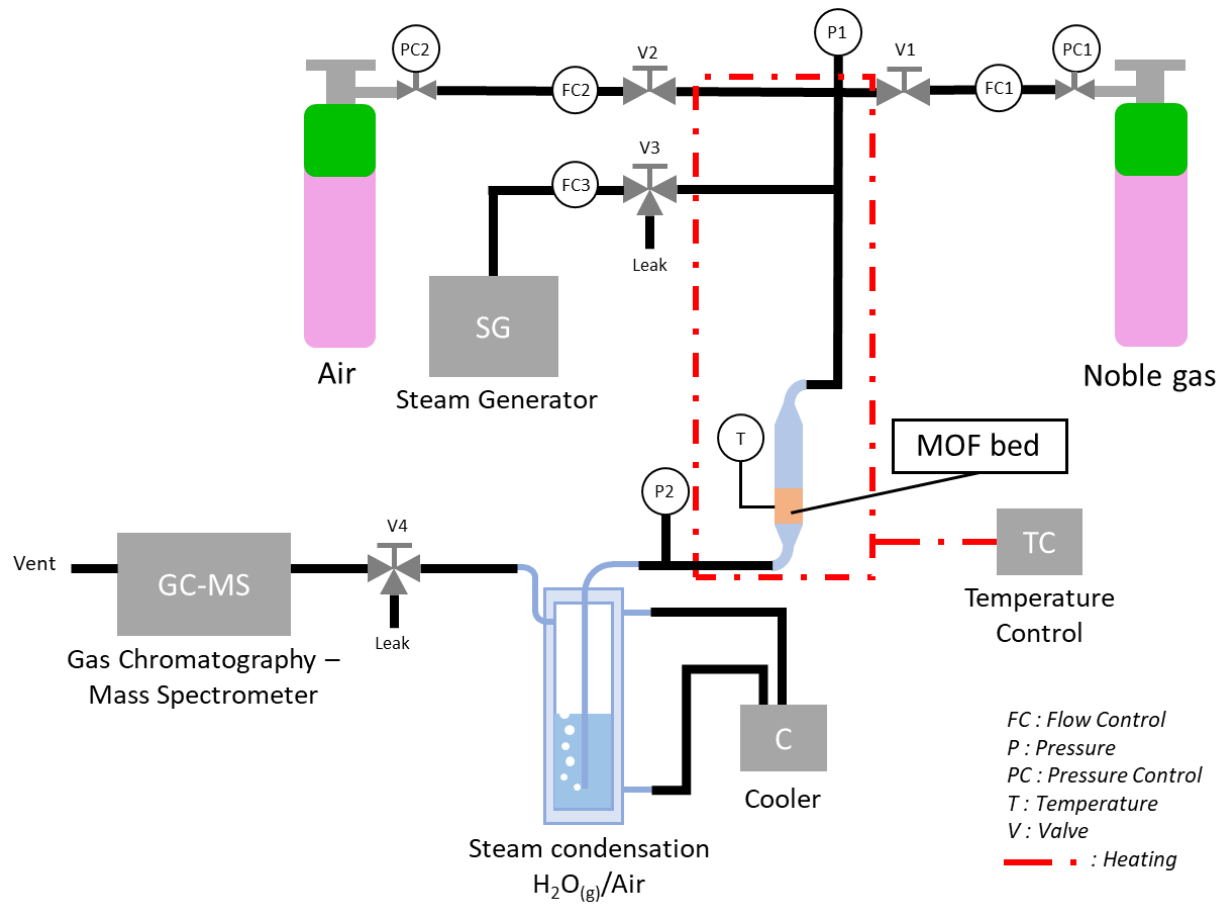 P1
PC2
V2
V1
PC1
FC2
FC1
V3
FC3
Leak
SG
Air
Steam Generator
Noble gas
T
MOF bed
P2
V4
Vent
GC-MS
TC
Leak
Temperature
Control
Gas Chromatography –
Mass Spectrometer
C
Cooler
Steam condensation
H₂O₍g₎/Air
FC : Flow Control
P : Pressure
PC : Pressure Control
T : Temperature
V : Valve
: Heating